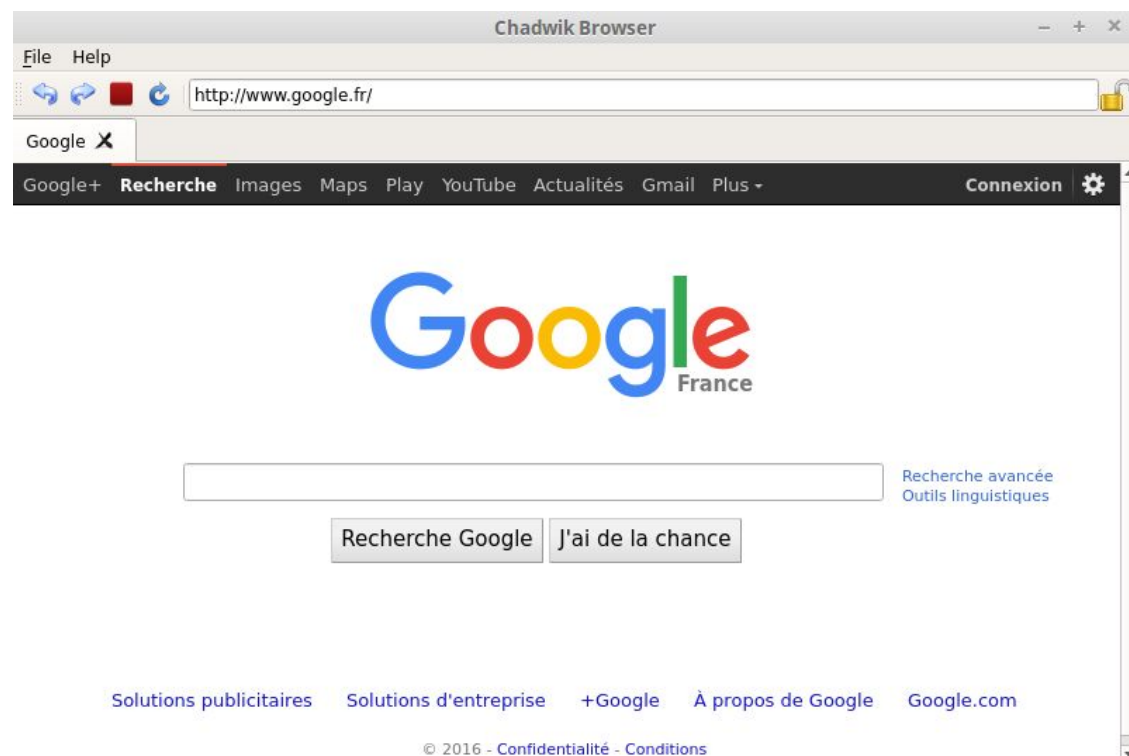 Chadwik Browser
File Help
http://www.google.fr/
Google
Google+ Recherche Images Maps Play YouTube Actualités Gmail Plus Connexion
Google
France
Recherche avancée
Outils linguistiques
Recherche Google J'ai de la chance
Solutions publicitaires Solutions d'entreprise +Google À propos de Google Google.com
© 2016 - Confidentialité - Conditions